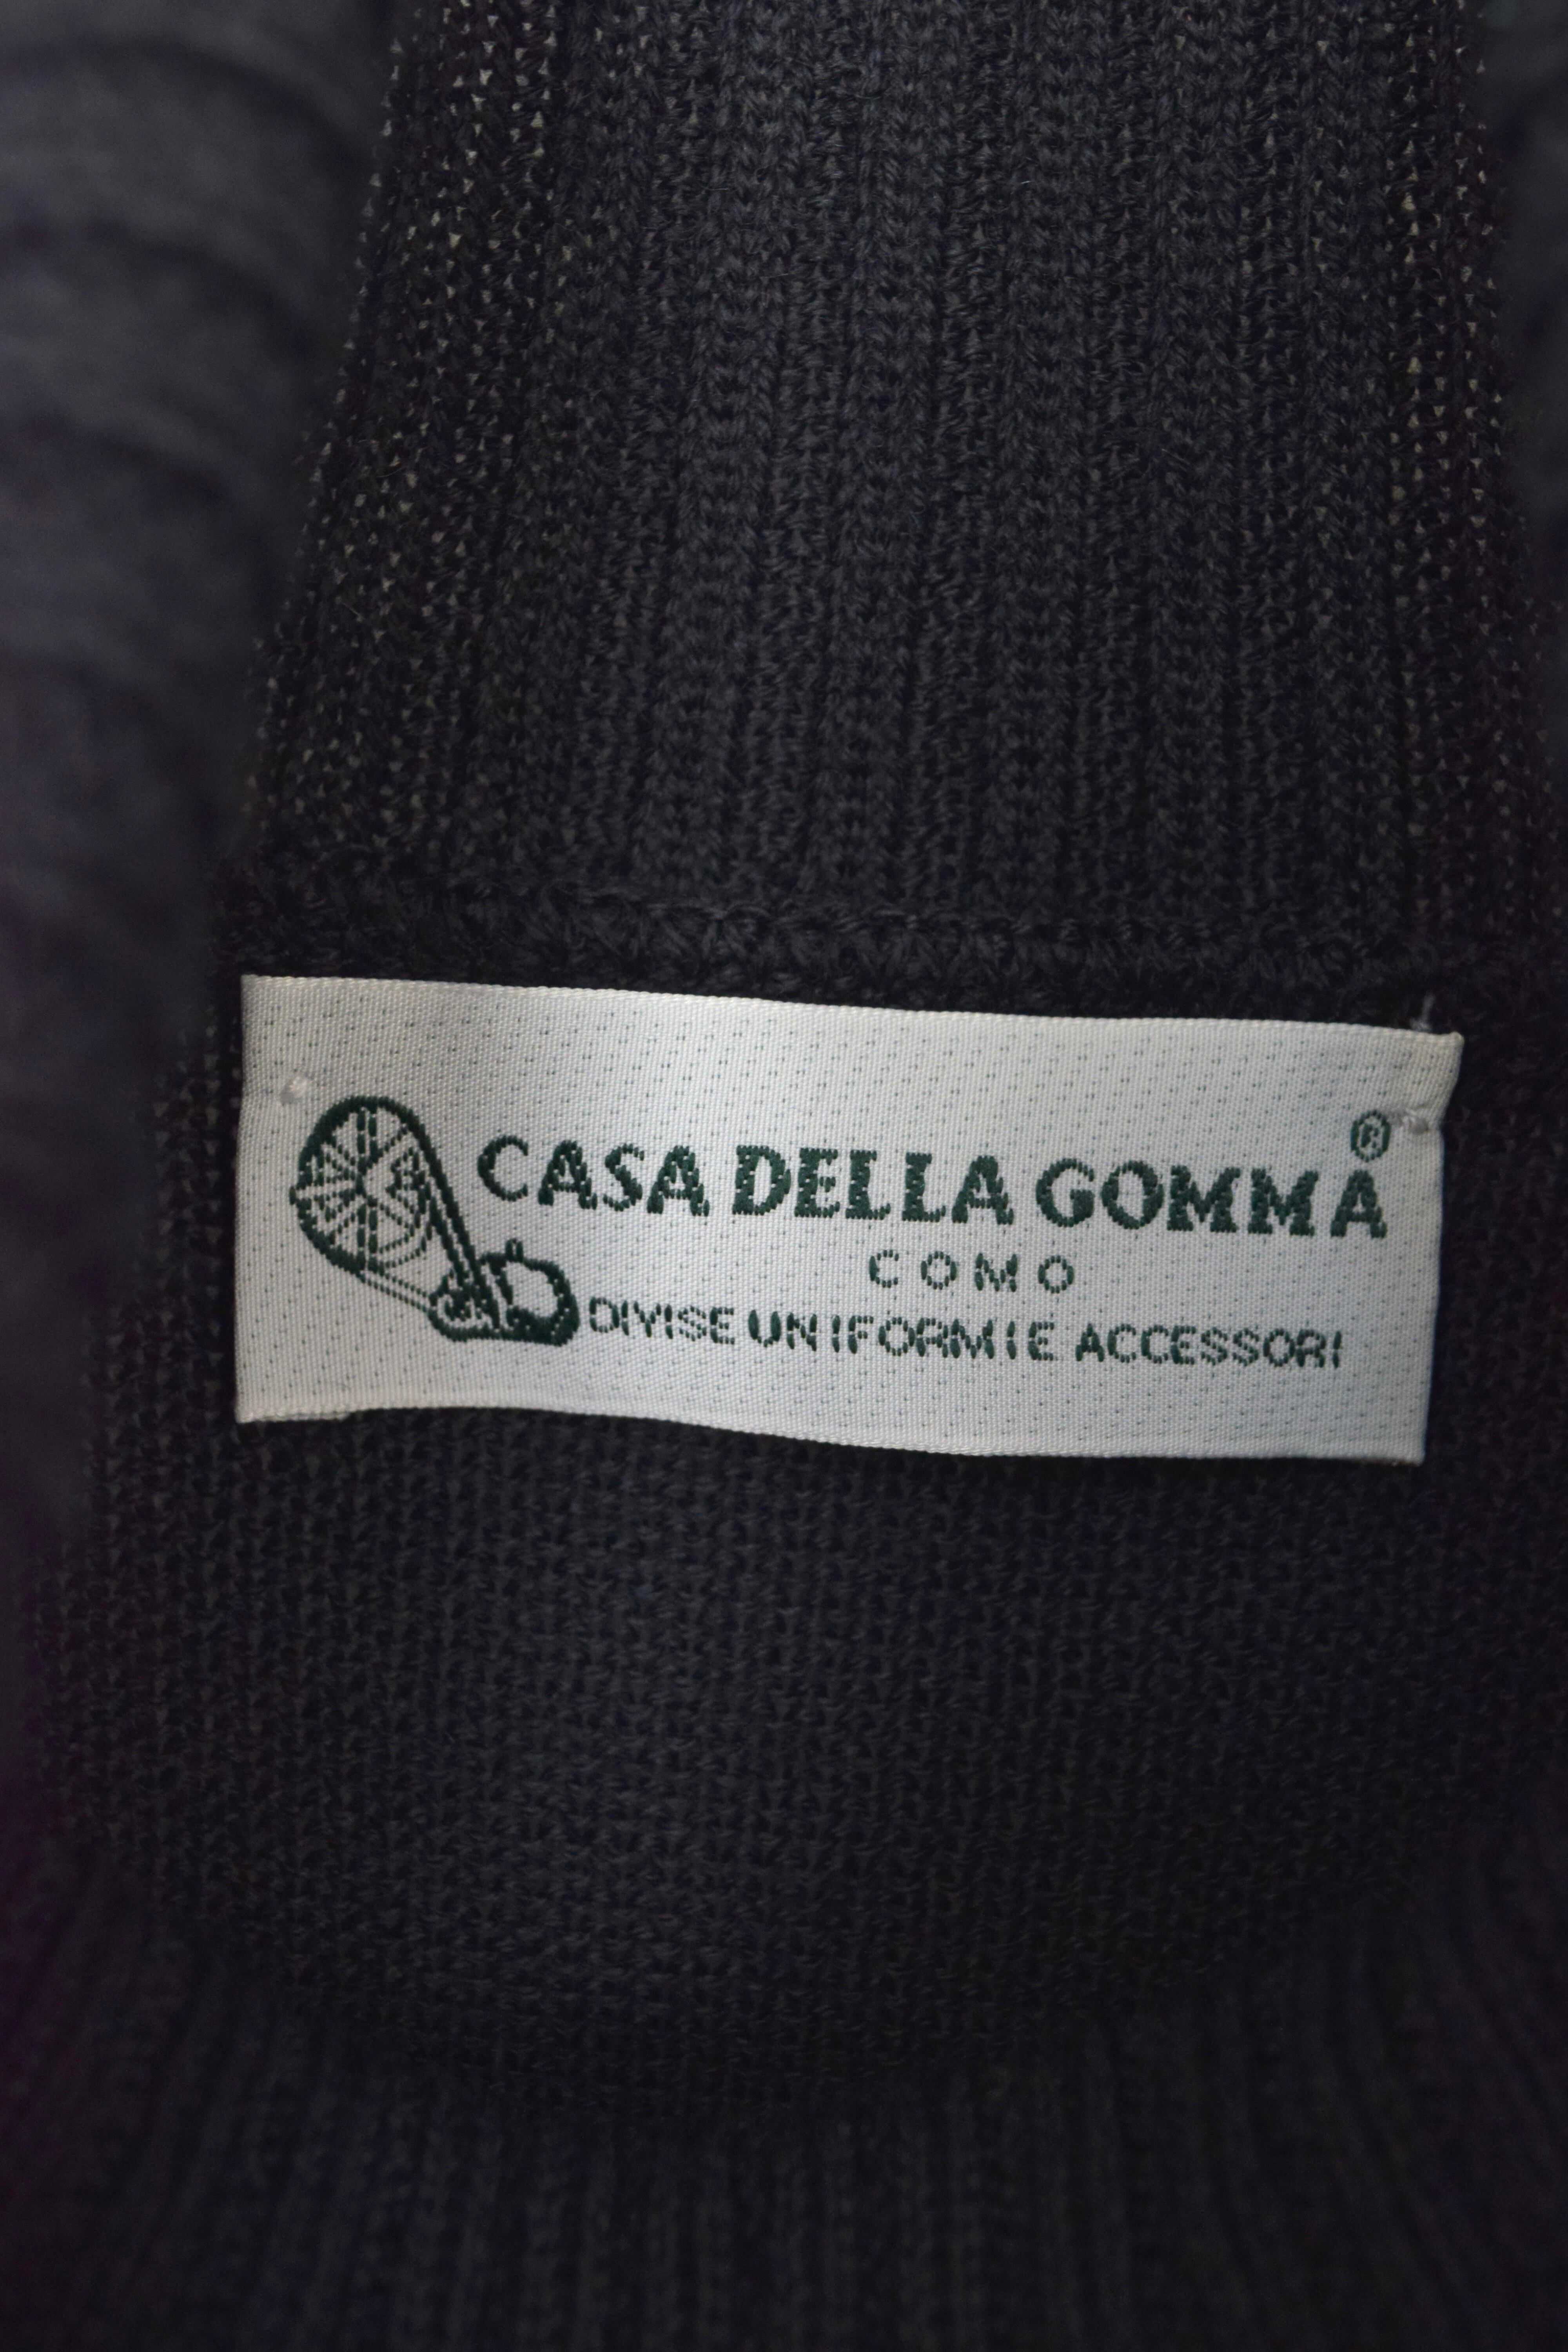 CASA DELLA GOMMA®
COMO
DIVISE UNIFORMI E ACCESSORI